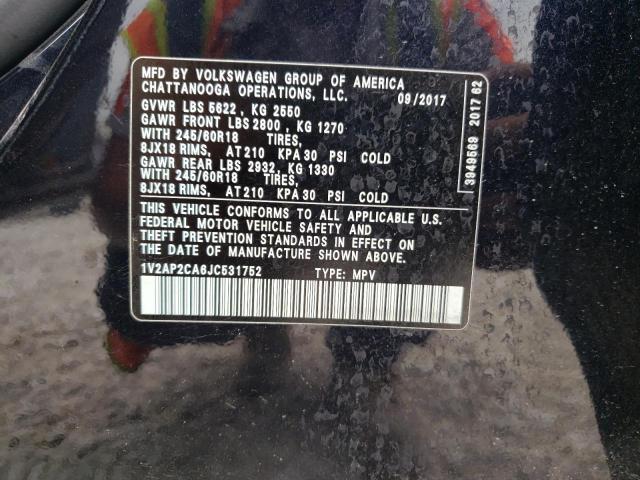 MFD BY VOLKSWAGEN GROUP OF AMERICA
CHATTANOOGA OPERATIONS, LLC. 09/2017
GVWR LBS 5622 , KG 2550
GAWR FRONT LBS 2800 , KG 1270
WITH 245/60R18 TIRES,
8JX18 RIMS, AT 210 KPA 30 PSI COLD
GAWR REAR LBS 2932, KG 1330
WITH 245/60R18 TIRES,
8JX18 RIMS, AT 210 KPA 30 PSI COLD
THIS VEHICLE CONFORMS TO ALL APPLICABLE U.S.
FEDERAL MOTOR VEHICLE SAFETY AND
THEFT PREVENTION STANDARDS IN EFFECT ON
THE DATE OF MANUFACTURE SHOWN ABOVE.
1V2AP2CA6JC531752 TYPE: MPV
3949569 2017 82